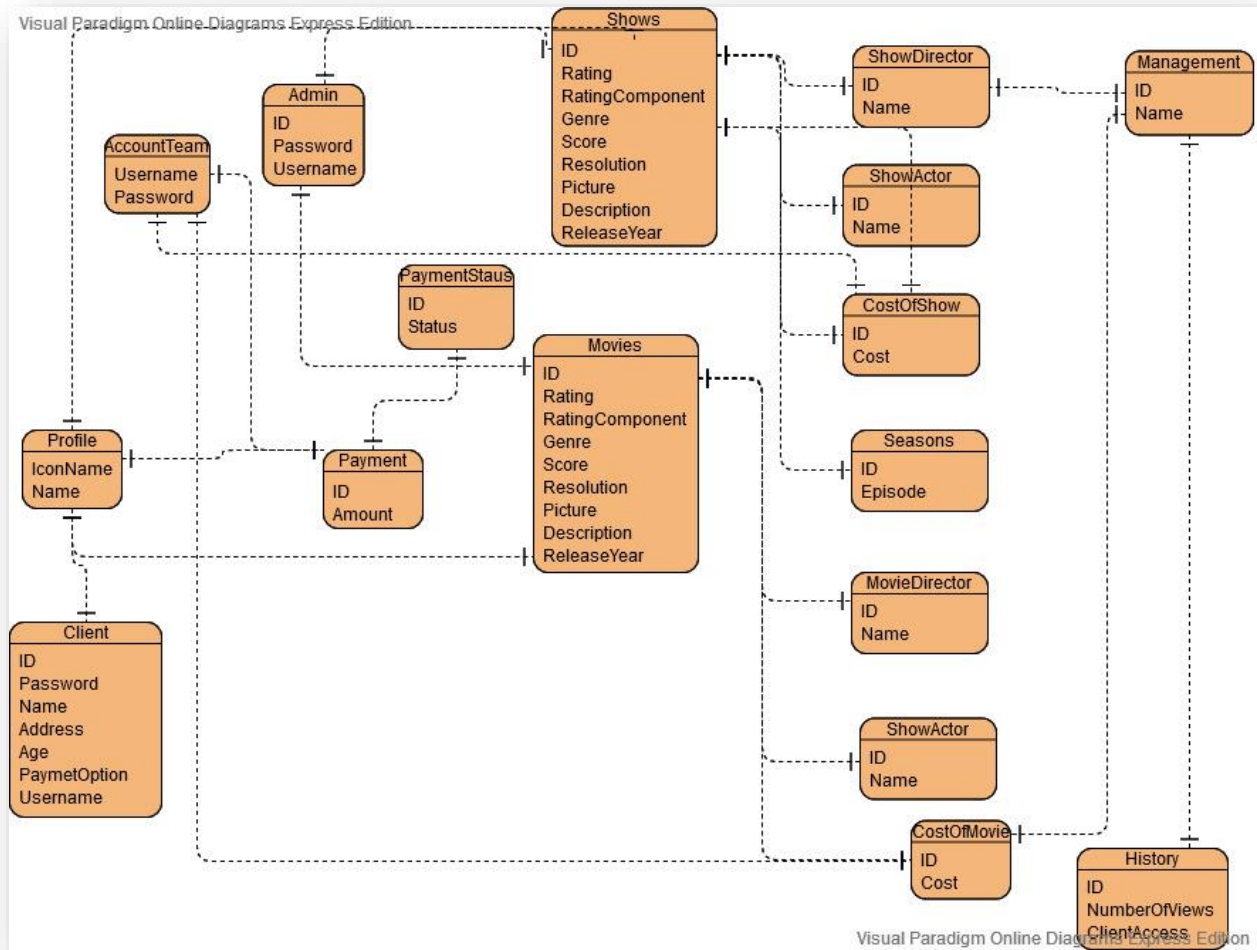 Visual Paradigm Online Diagrams Express Edition
Shows
ID
Rating
RatingComponent
Genre
Score
Resolution
Picture
Description
ReleaseYear
ShowDirector
ID
Name
Management
ID
Name
Admin
ID
Password
Username
AccountTeam
Username
Password
ShowActor
ID
Name
PaymentStaus
ID
Status
CostOfShow
ID
Cost
Movies
ID
Rating
RatingComponent
Genre
Score
Resolution
Picture
Description
ReleaseYear
Profile
IconName
Name
Payment
ID
Amount
Seasons
ID
Episode
MovieDirector
ID
Name
Client
ID
Password
Name
Address
Age
PaymetOption
Username
ShowActor
ID
Name
CostOfMovie
ID
Cost
History
ID
NumberOfViews
ClientAccess
Visual Paradigm Online Diagrams Express Edition